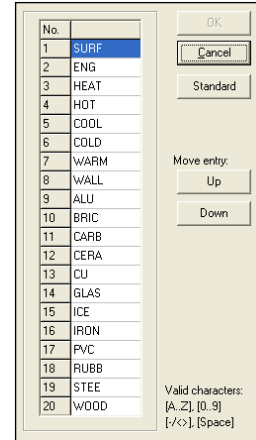 No.
1 SURF
2 ENG
3 HEAT
4 HOT
5 COOL
6 COLD
7 WARM
8 WALL
9 ALU
10 BRIC
11 CARB
12 CERA
13 CU
14 GLAS
15 ICE
16 IRON
17 PVC
18 RUBB
19 STEE
20 WOOD
OK
Cancel
Standard
Move entry:
Up
Down
Valid characters:
[A..Z], [0..9]
[-/<>], [Space]